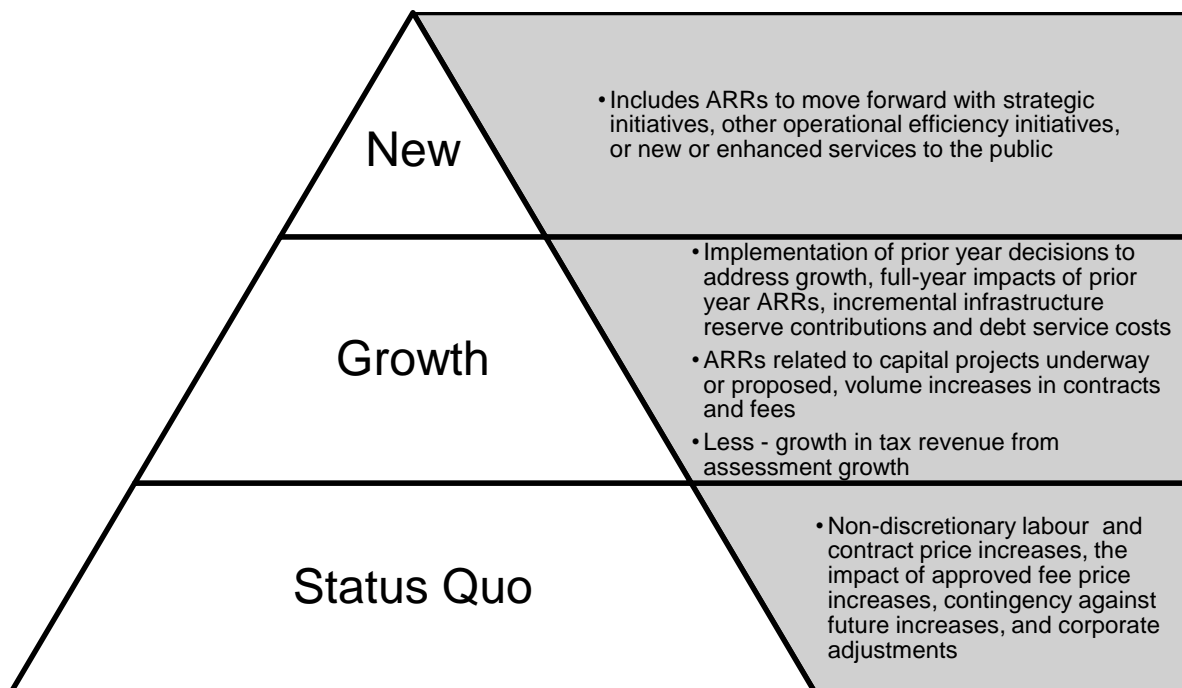 New
• Includes ARRs to move forward with strategic
initiatives, other operational efficiency initiatives,
or new or enhanced services to the public
Growth
• Implementation of prior year decisions to
address growth, full-year impacts of prior
year ARRs, incremental infrastructure
reserve contributions and debt service costs
• ARRs related to capital projects underway
or proposed, volume increases in contracts
and fees
• Less - growth in tax revenue from
assessment growth
Status Quo
• Non-discretionary labour and
contract price increases, the
impact of approved fee price
increases, contingency against
future increases, and corporate
adjustments